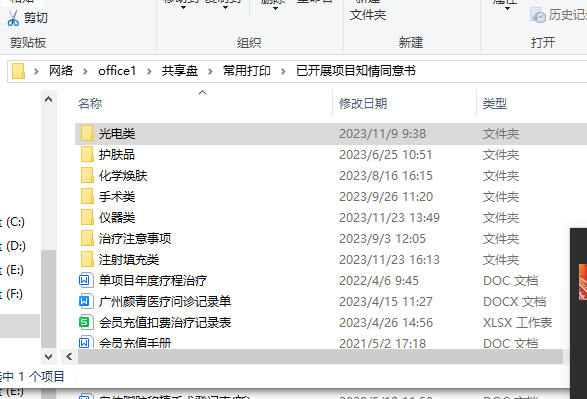 剪切
文件夹
历史记
剪贴板 组织 新建 打开
网络 office1 共享盘 常用打印 已开展项目知情同意书
名称 修改日期 类型
光电类 2023/11/9 9:38 文件夹
护肤品 2023/6/25 10:51 文件夹
化学焕肤 2023/8/16 16:15 文件夹
手术类 2023/9/26 11:20 文件夹
仪器类 2023/11/23 13:49 文件夹
(C:)
治疗注意事项 2023/9/3 12:05 文件夹
(D:)
注射填充类 2023/11/23 16:13 文件夹
(E:)
单项目年度疗程治疗 2022/4/6 9:45 DOC 文档
(F:)
广州颜青医疗问诊记录单 2023/4/15 11:27 DOCX 文档
会员充值扣费治疗记录表 2023/4/26 14:56 XLSX 工作表
会员充值手册 2021/5/2 17:18 DOC 文档
中 1 个项目
(E:)